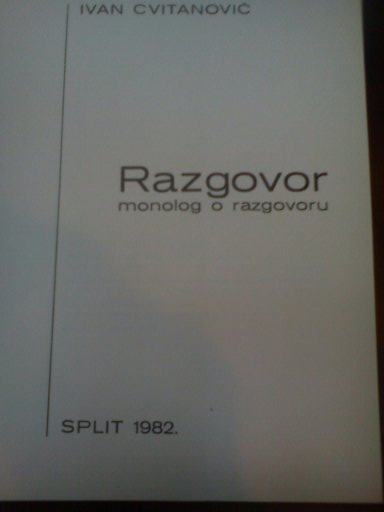 IVAN CVITANOVIĆ
Razgovor
monolog o razgovoru
SPLIT 1982.